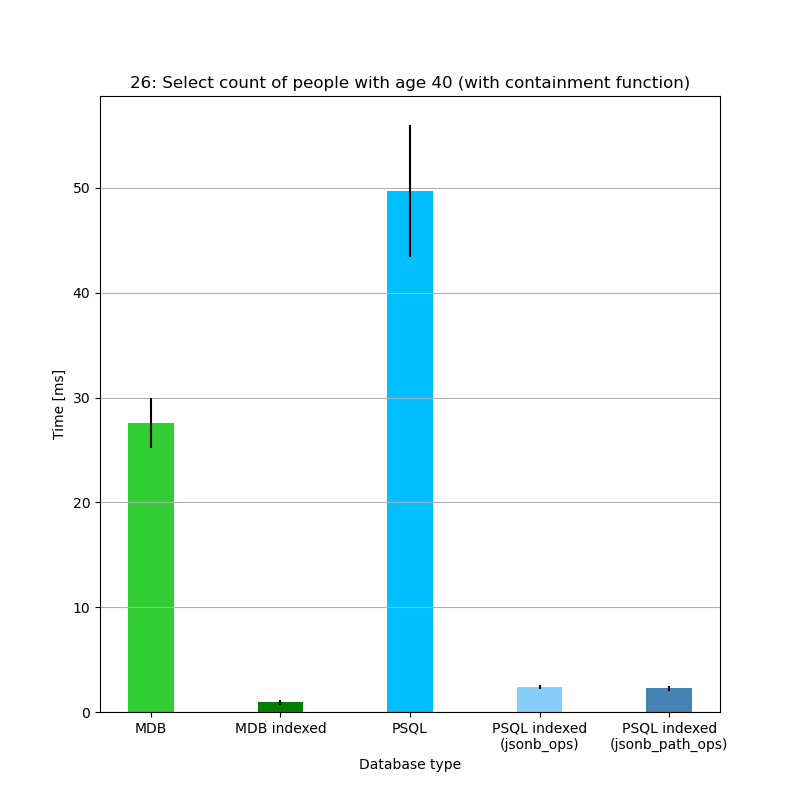 26: Select count of people with age 40 (with containment function)
Time [ms]
50
40
30
20
10
0
MDB
MDB indexed
PSQL
PSQL indexed
(jsonb_ops)
PSQL indexed
(jsonb_path_ops)
Database type